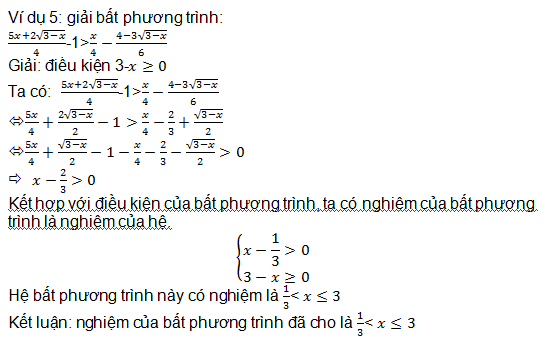 Ví dụ 5: giải bất phương trình:
\frac{5x+2\sqrt{3-x}}{4}-1>\frac{x}{4}-\frac{4-3\sqrt{3-x}}{6}
Giải: điều kiện 3-x ≥ 0
Ta có: \frac{5x+2\sqrt{3-x}}{4}-1>\frac{x}{4}-\frac{4-3\sqrt{3-x}}{6}
⇔\frac{5x}{4}+\frac{2\sqrt{3-x}}{2}-1>\frac{x}{4}-\frac{2}{3}+\frac{\sqrt{3-x}}{2}
⇔\frac{5x}{4}+\frac{\sqrt{3-x}}{2}-1-\frac{x}{4}-\frac{2}{3}-\frac{\sqrt{3-x}}{2}>0
⇨ x-\frac{2}{3}>0
Kết hợp với điều kiện của bất phương trình, ta có nghiệm của bất phương
trình là nghiệm của hệ.
\begin{cases} x-\frac{1}{3}>0 \\ 3-x≥0 \end{cases}
Hệ bất phương trình này có nghiệm là \frac{1}{3}<x≤3
Kết luận: nghiệm của bất phương trình đã cho là \frac{1}{3}<x≤3